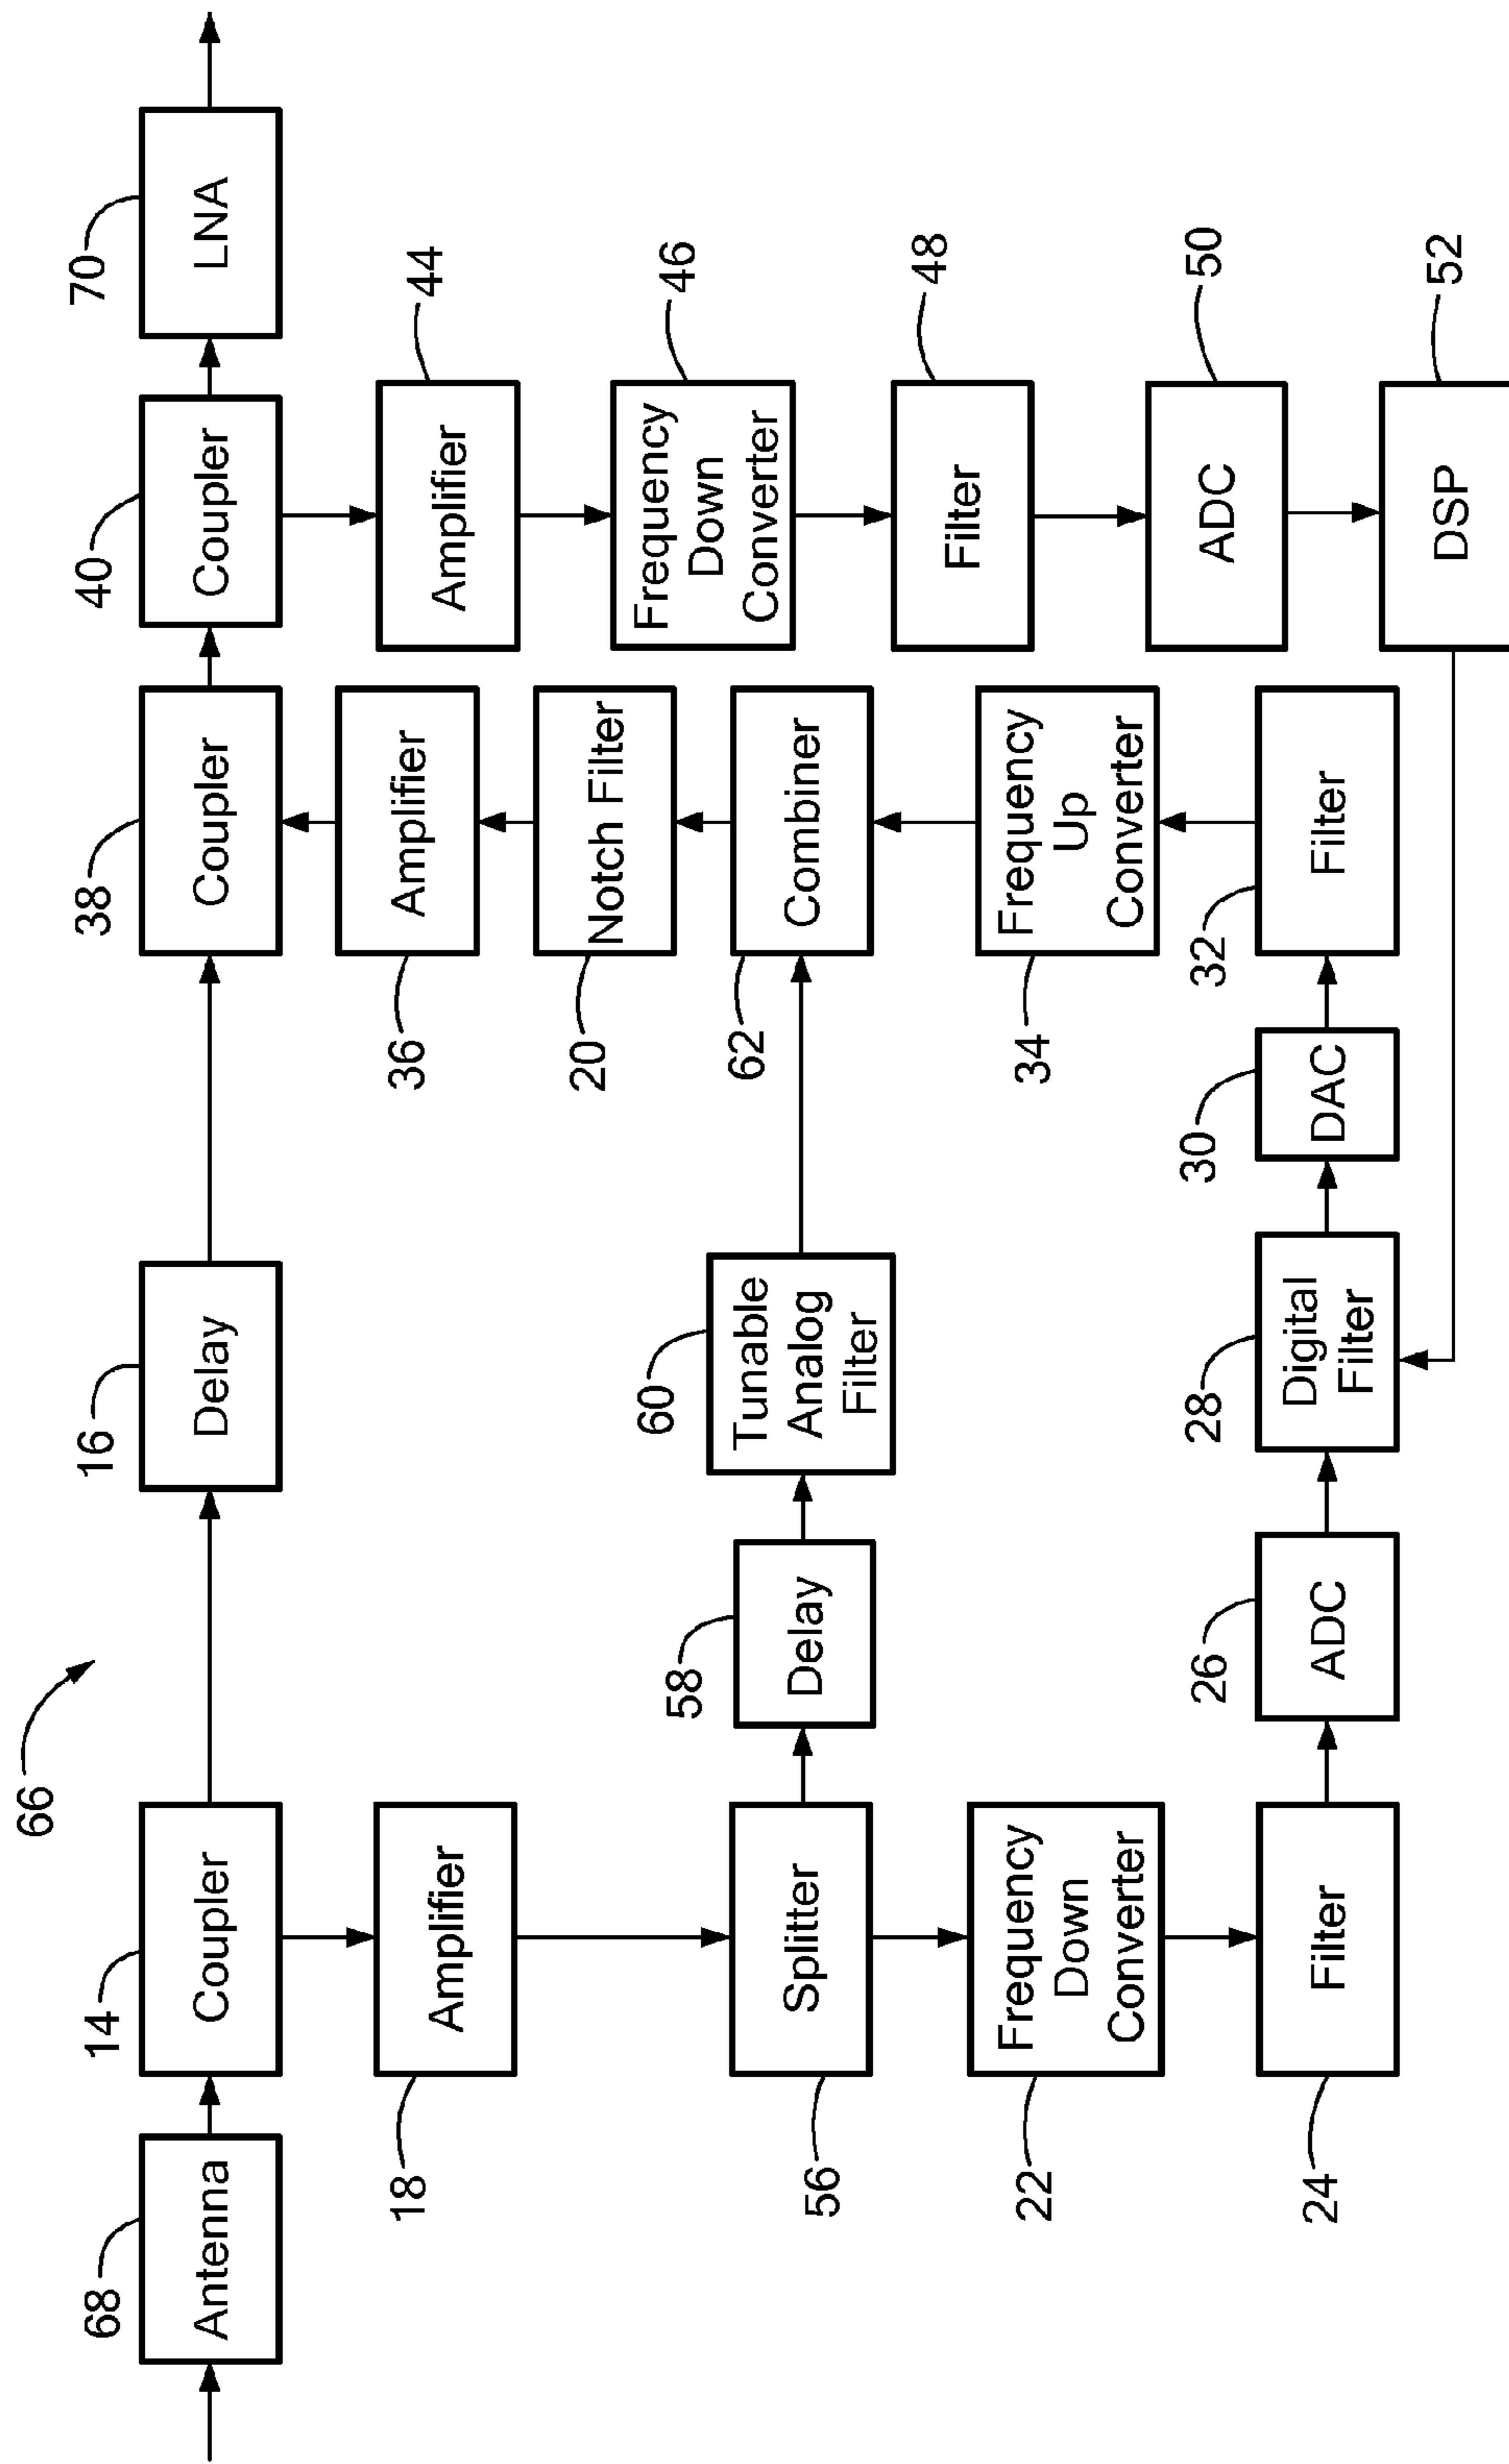 66
68
Antenna
14
Coupler
16
Delay
38
Coupler
40
Coupler
70
LNA
18
Amplifier
36
Amplifier
44
Amplifier
20
Notch Filter
46
Frequency
Down
Converter
56
Splitter
58
Delay
60
Tunable
Analog
Filter
62
Combiner
48
Filter
22
Frequency
Down
Converter
34
Frequency
Up
Converter
50
ADC
24
Filter
26
ADC
28
Digital
Filter
30
DAC
32
Filter
52
DSP